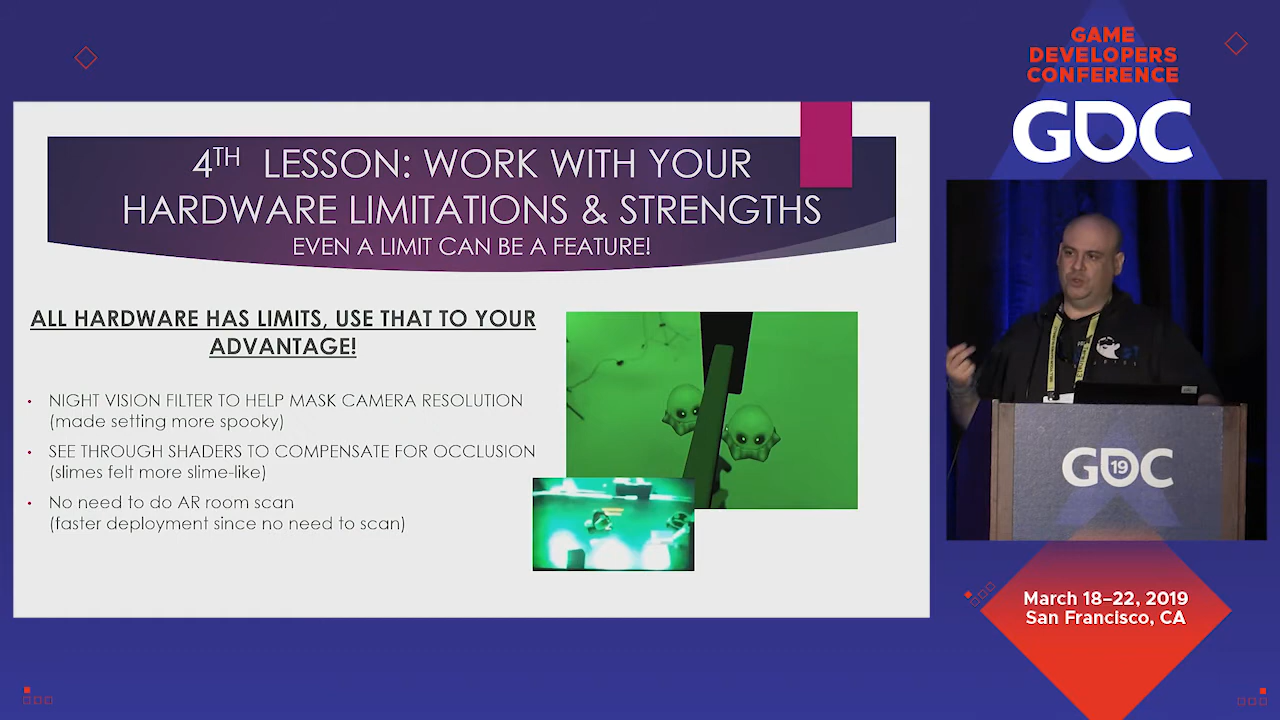 GAME
DEVELOPERS
CONFERENCE
GDC
4TH LESSON: WORK WITH YOUR
HARDWARE LIMITATIONS & STRENGTHS
EVEN A LIMIT CAN BE A FEATURE!
ALL HARDWARE HAS LIMITS, USE THAT TO YOUR
ADVANTAGE!
• NIGHT VISION FILTER TO HELP MASK CAMERA RESOLUTION
(made setting more spooky)
• SEE THROUGH SHADERS TO COMPENSATE FOR OCCLUSION
(slimes felt more slime-like)
• No need to do AR room scan
(faster deployment since no need to scan)
GDC
19
March 18–22, 2019
San Francisco, CA